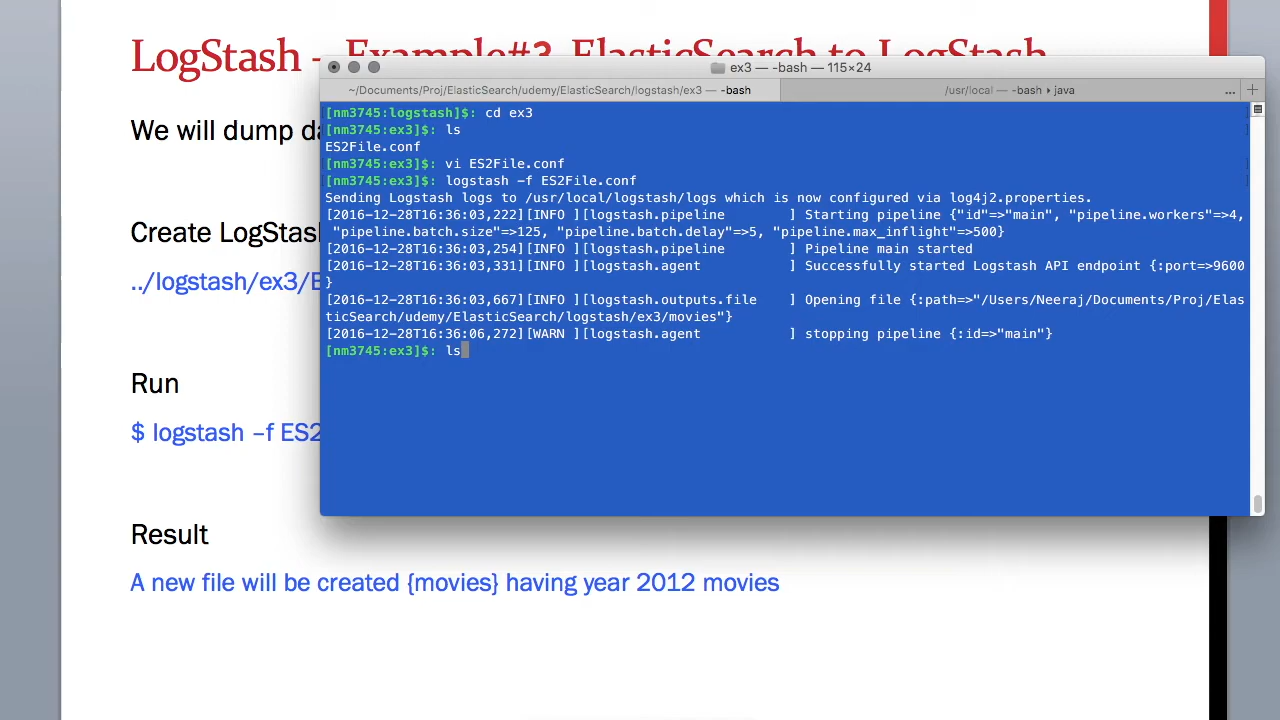 LogStash – Example#3 ElasticSearch to LogStash
ex3 — -bash — 115×24
~/Documents/Proj/ElasticSearch/udemy/ElasticSearch/logstash/ex3 — -bash
/usr/local — -bash ▸ java
...
+
We will dump da
[nm3745:logstash]$: cd ex3
[nm3745:ex3]$: ls
ES2File.conf
[nm3745:ex3]$: vi ES2File.conf
[nm3745:ex3]$: logstash -f ES2File.conf
Sending Logstash logs to /usr/local/logstash/logs which is now configured via log4j2.properties.
[2016-12-28T16:36:03,222][INFO ][logstash.pipeline        ] Starting pipeline {"id"=>"main", "pipeline.workers"=>4,
"pipeline.batch.size"=>125, "pipeline.batch.delay"=>5, "pipeline.max_inflight"=>500}
[2016-12-28T16:36:03,254][INFO ][logstash.pipeline        ] Pipeline main started
[2016-12-28T16:36:03,331][INFO ][logstash.agent           ] Successfully started Logstash API endpoint {:port=>9600
}
[2016-12-28T16:36:03,667][INFO ][logstash.outputs.file    ] Opening file {:path=>"/Users/Neeraj/Documents/Proj/Elas
ticSearch/udemy/ElasticSearch/logstash/ex3/movies"}
[2016-12-28T16:36:06,272][WARN ][logstash.agent           ] stopping pipeline {:id=>"main"}
[nm3745:ex3]$: ls
Create LogStash
../logstash/ex3/E
Run
$ logstash –f ES2
Result
A new file will be created {movies} having year 2012 movies